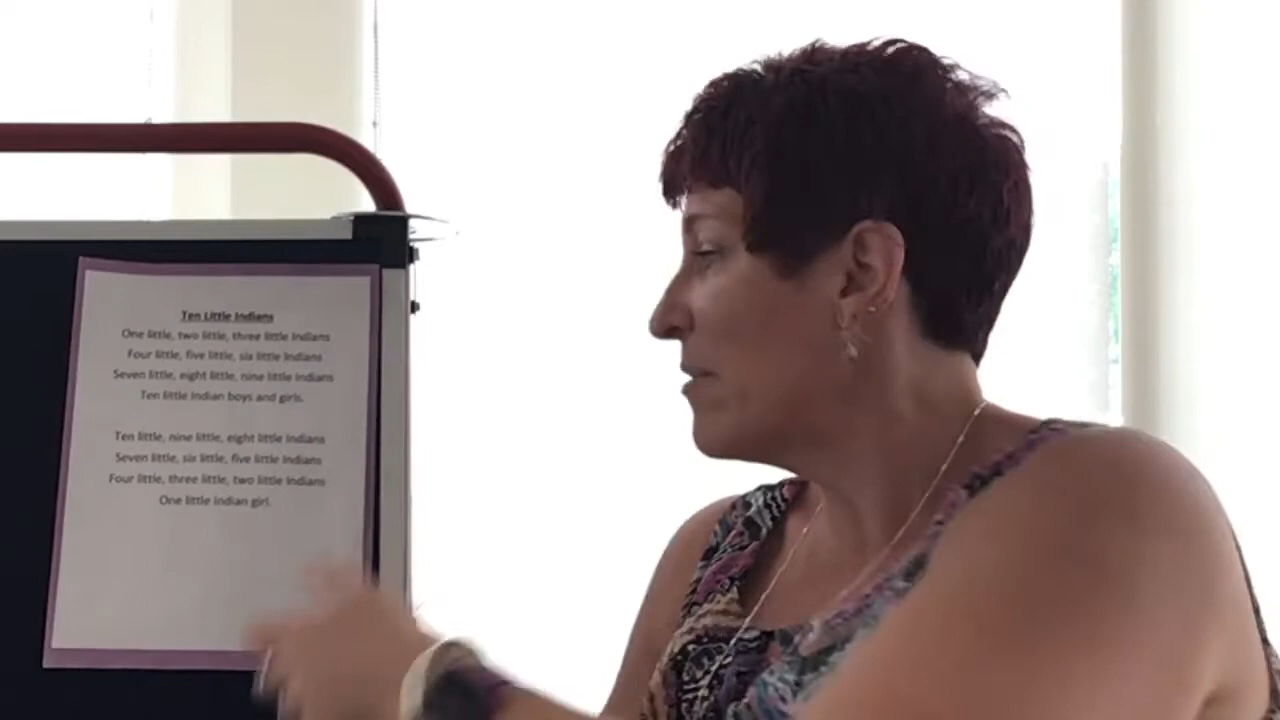 Ten Little Indians
One little, two little, three little Indians
Four little, five little, six little Indians
Seven little, eight little, nine little Indians
Ten little Indian boys and girls.
Ten little, nine little, eight little Indians
Seven little, six little, five little Indians
Four little, three little, two little Indians
One little Indian girl.